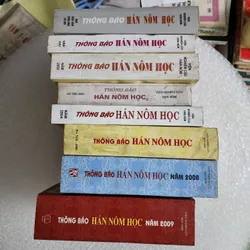 THÔNG BÁO HÁN NÔM HỌC
THÔNG BÁO HÁN NÔM HỌC
THÔNG BÁO HÁN NÔM HỌC
THÔNG BÁO
HÁN NÔM HỌC
THÔNG BÁO HÁN NÔM HỌC
THÔNG BÁO HÁN NÔM HỌC
THÔNG BÁO HÁN NÔM HỌC NĂM 2008
THÔNG BÁO HÁN NÔM HỌC NĂM 2009